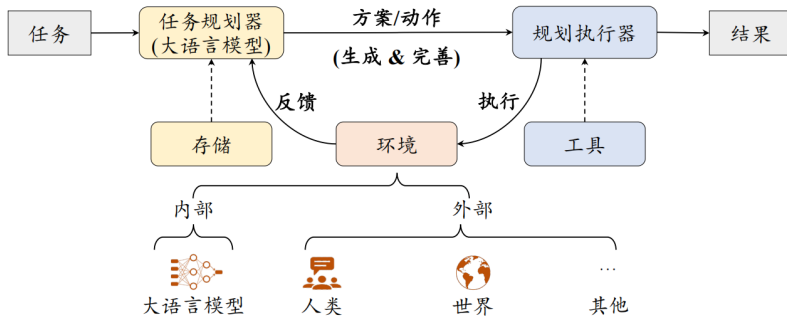 任务
任务规划器
(大语言模型)
方案/动作
(生成 & 完善)
规划执行器
结果
反馈
执行
存储
环境
工具
内部
外部
大语言模型
人类
世界
...
其他